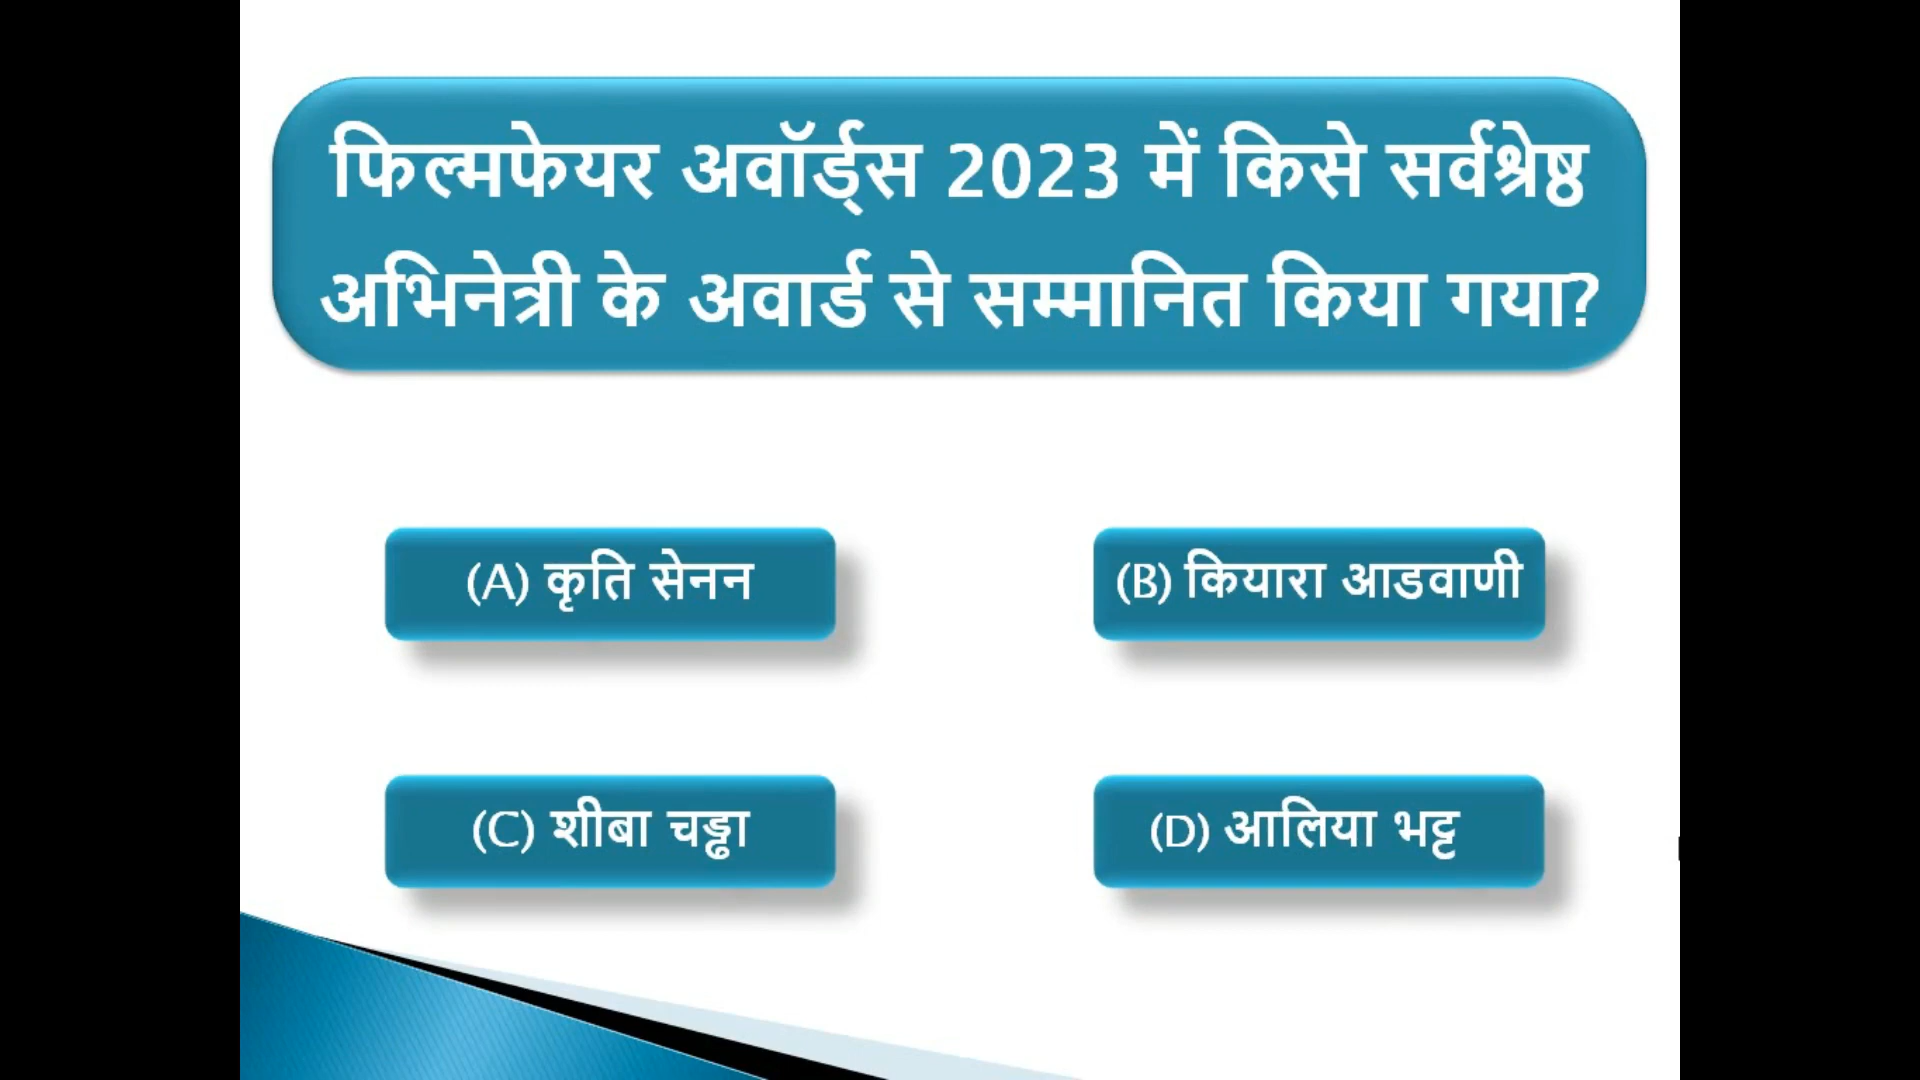 फिल्मफेयर अवॉर्ड्स 2023 में किसे सर्वश्रेष्ठ
अभिनेत्री के अवार्ड से सम्मानित किया गया?
(A) कृति सेनन
(B) कियारा आडवाणी
(C) शीबा चड्ढा
(D) आलिया भट्ट